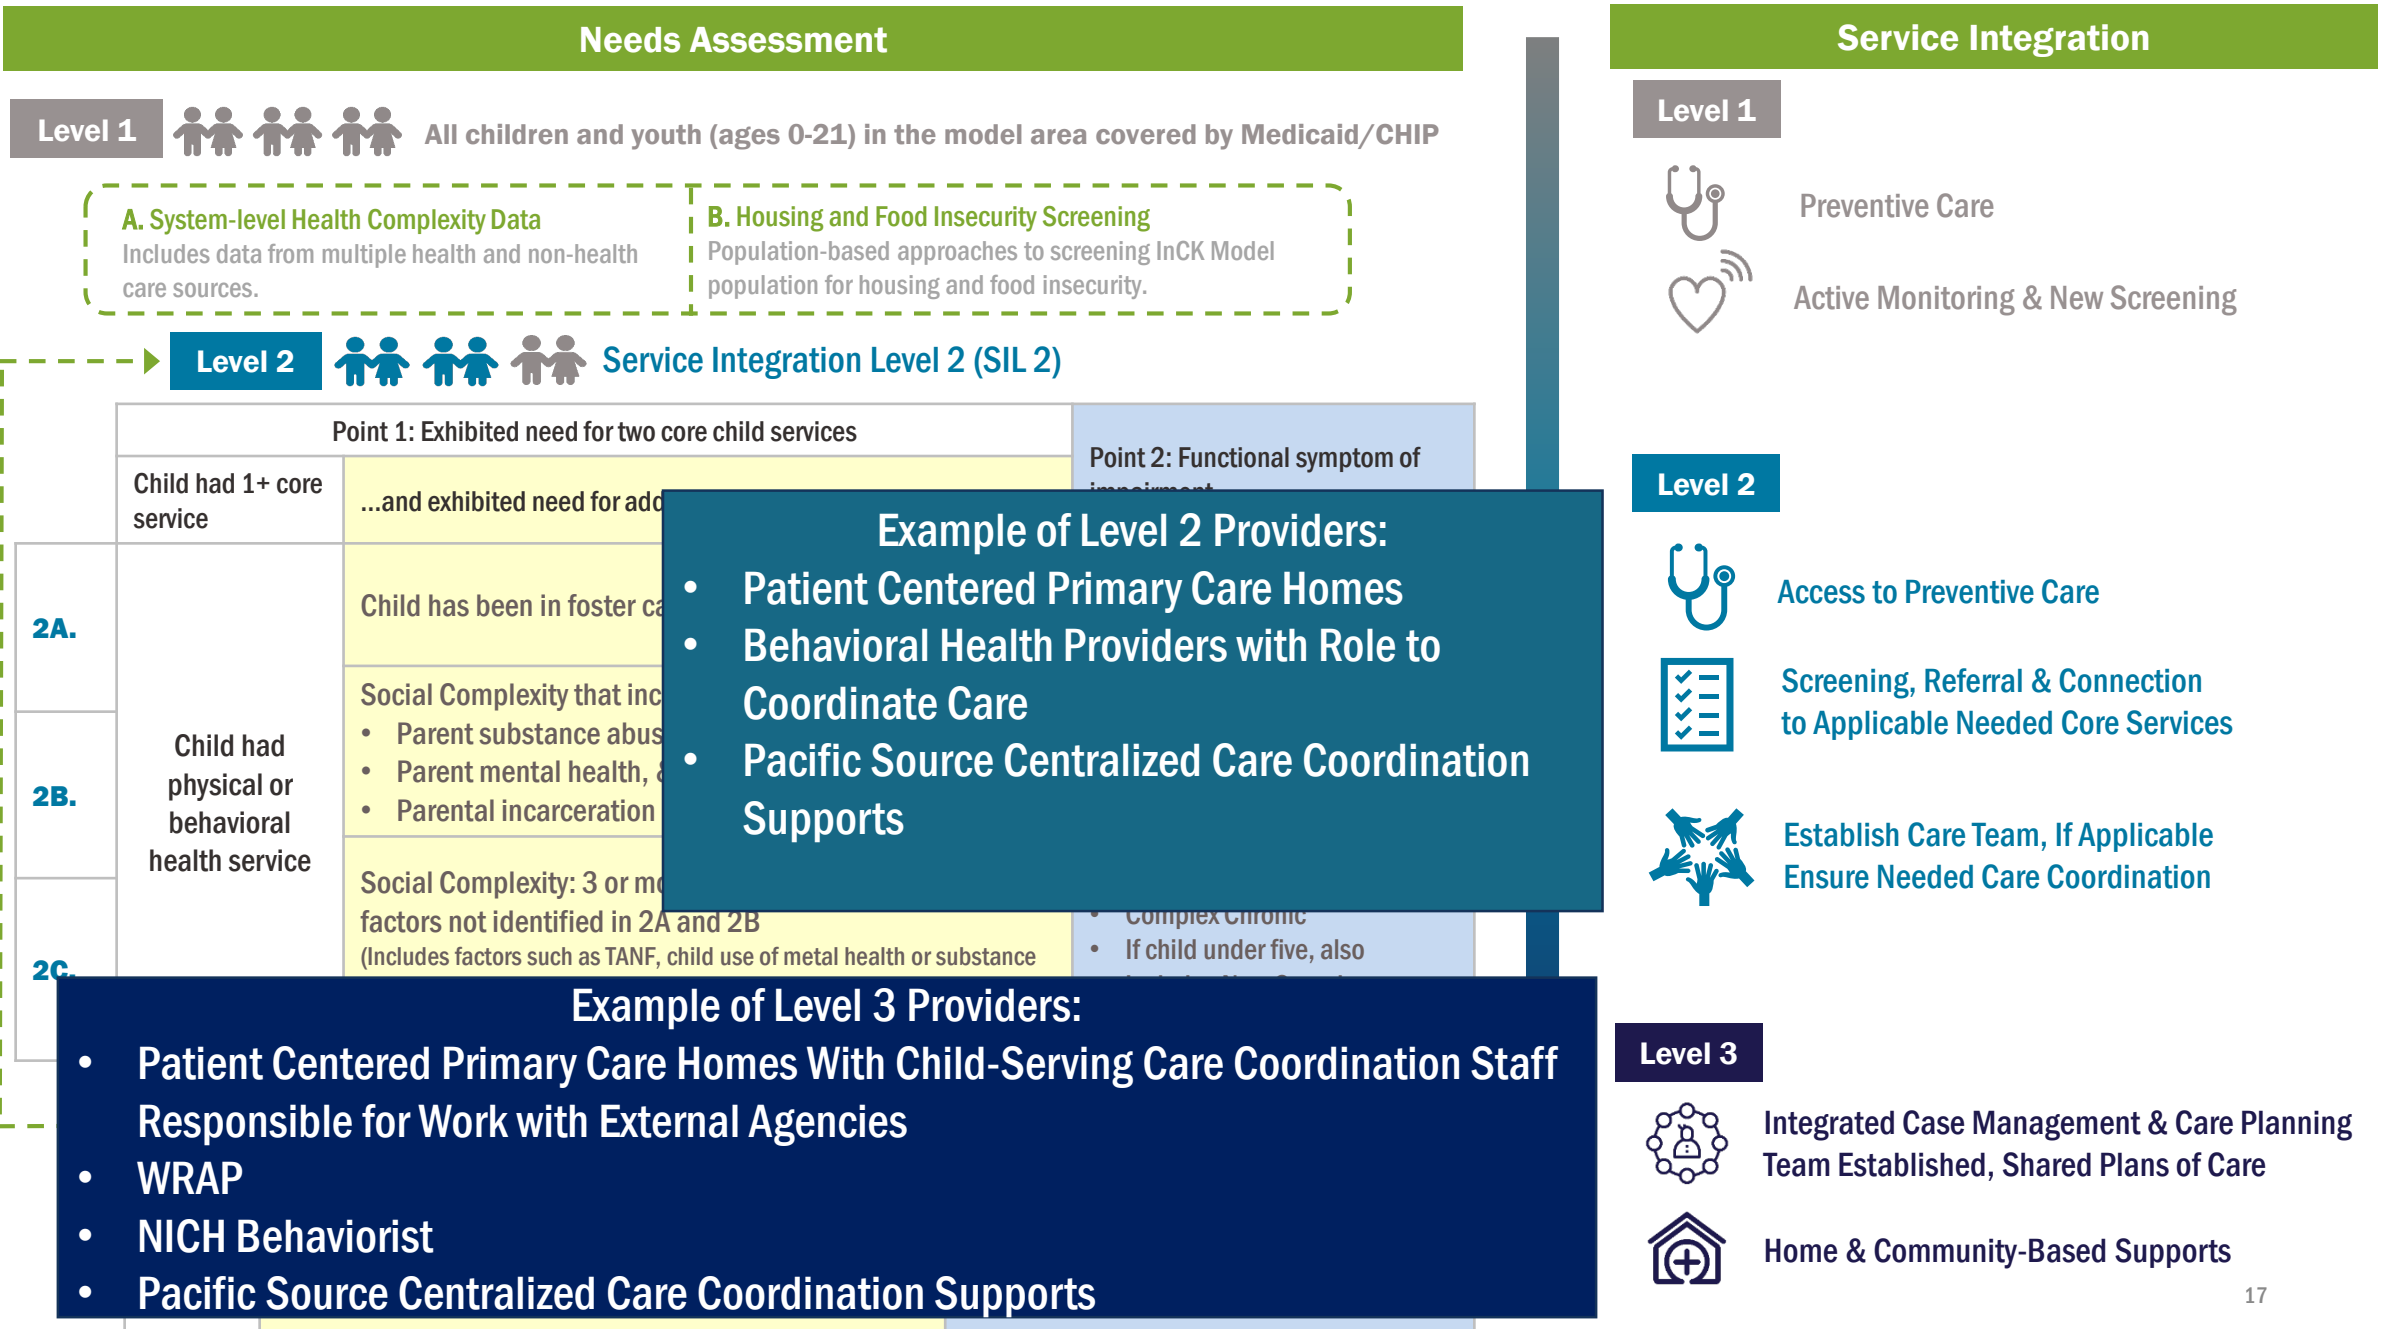 Needs Assessment
Level 1
All children and youth (ages 0-21) in the model area covered by Medicaid/CHIP
A. System-level Health Complexity Data
Includes data from multiple health and non-health
care sources.
B. Housing and Food Insecurity Screening
Population-based approaches to screening InCK Model
population for housing and food insecurity.
Level 2
Service Integration Level 2 (SIL 2)
Point 1: Exhibited need for two core child services
Child had 1+ core
service
...and exhibited need for
Point 2: Functional symptom of
impairment
2A.
2B.
2C.
Child had
physical or
behavioral
health service
Child has been in foster
Social Complexity that
• Parent substance
• Parent mental health,
• Parental incarceration
Social Complexity: 3 or
factors not identified in 2A and 2B
(Includes factors such as TANF, child use of metal health or substance
• Complex Chronic
• If child under five, also
Example of Level 2 Providers:
• Patient Centered Primary Care Homes
• Behavioral Health Providers with Role to
Coordinate Care
• Pacific Source Centralized Care Coordination
Supports
Example of Level 3 Providers:
• Patient Centered Primary Care Homes With Child-Serving Care Coordination Staff
Responsible for Work with External Agencies
• WRAP
• NICH Behaviorist
• Pacific Source Centralized Care Coordination Supports
Service Integration
Level 1
Preventive Care
Active Monitoring & New Screening
Level 2
Access to Preventive Care
Screening, Referral & Connection
to Applicable Needed Core Services
Establish Care Team, If Applicable
Ensure Needed Care Coordination
Level 3
Integrated Case Management & Care Planning
Team Established, Shared Plans of Care
Home & Community-Based Supports
17